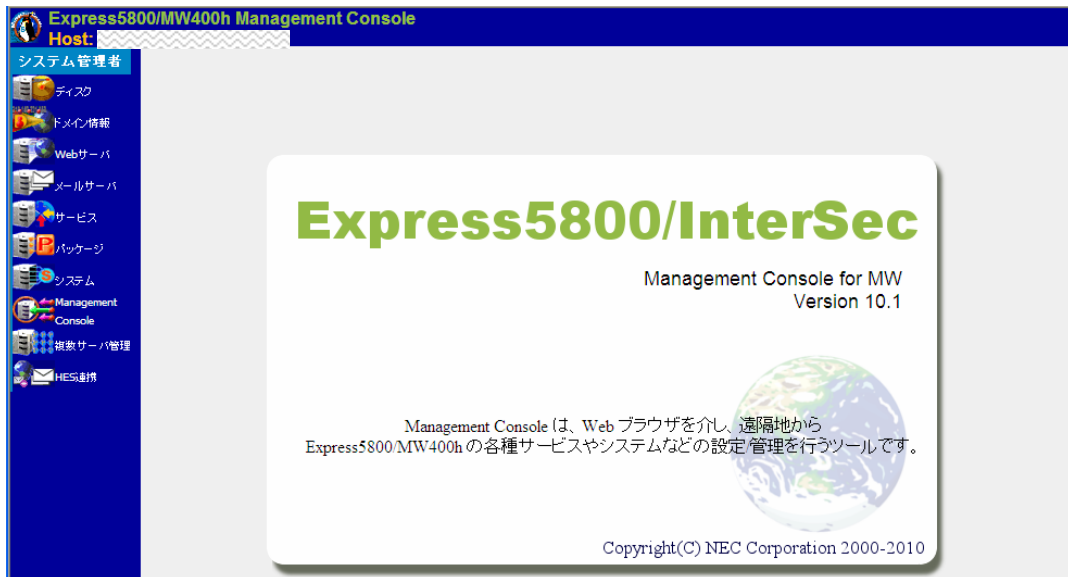 Express5800/MW400h Management Console
Host:
システム管理者
ディスク
ドメイン情報
Webサーバ
メールサーバ
サービス
パッケージ
システム
Management
Console
複数サーバ管理
HES連携
Express5800/InterSec
Management Console for MW
Version 10.1
Management Console は、Web ブラウザを介し、遠隔地から
Express5800/MW400h の各種サービスやシステムなどの設定/管理を行うツールです。
Copyright(C) NEC Corporation 2000-2010